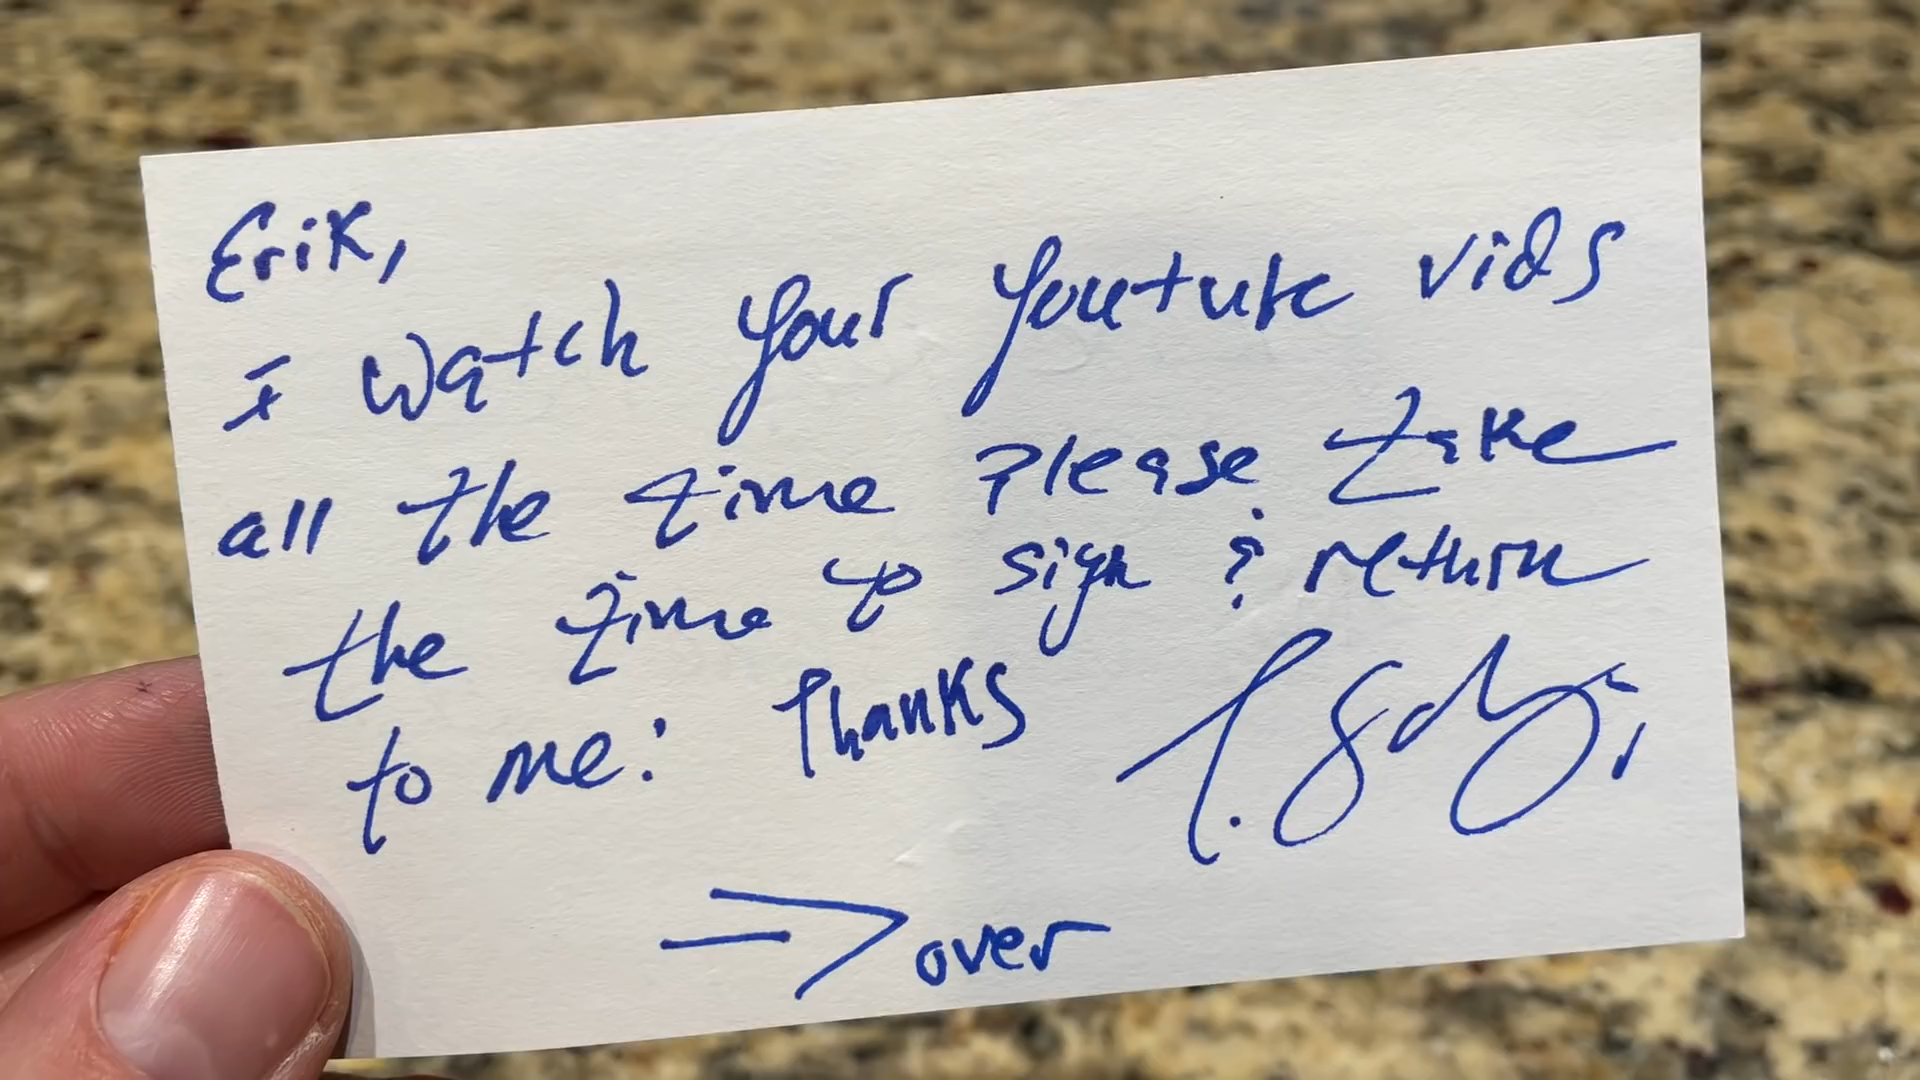 Erik,
I watch your youtube vids
all the time please take
the time to sign & return
to me: Thanks
=> over